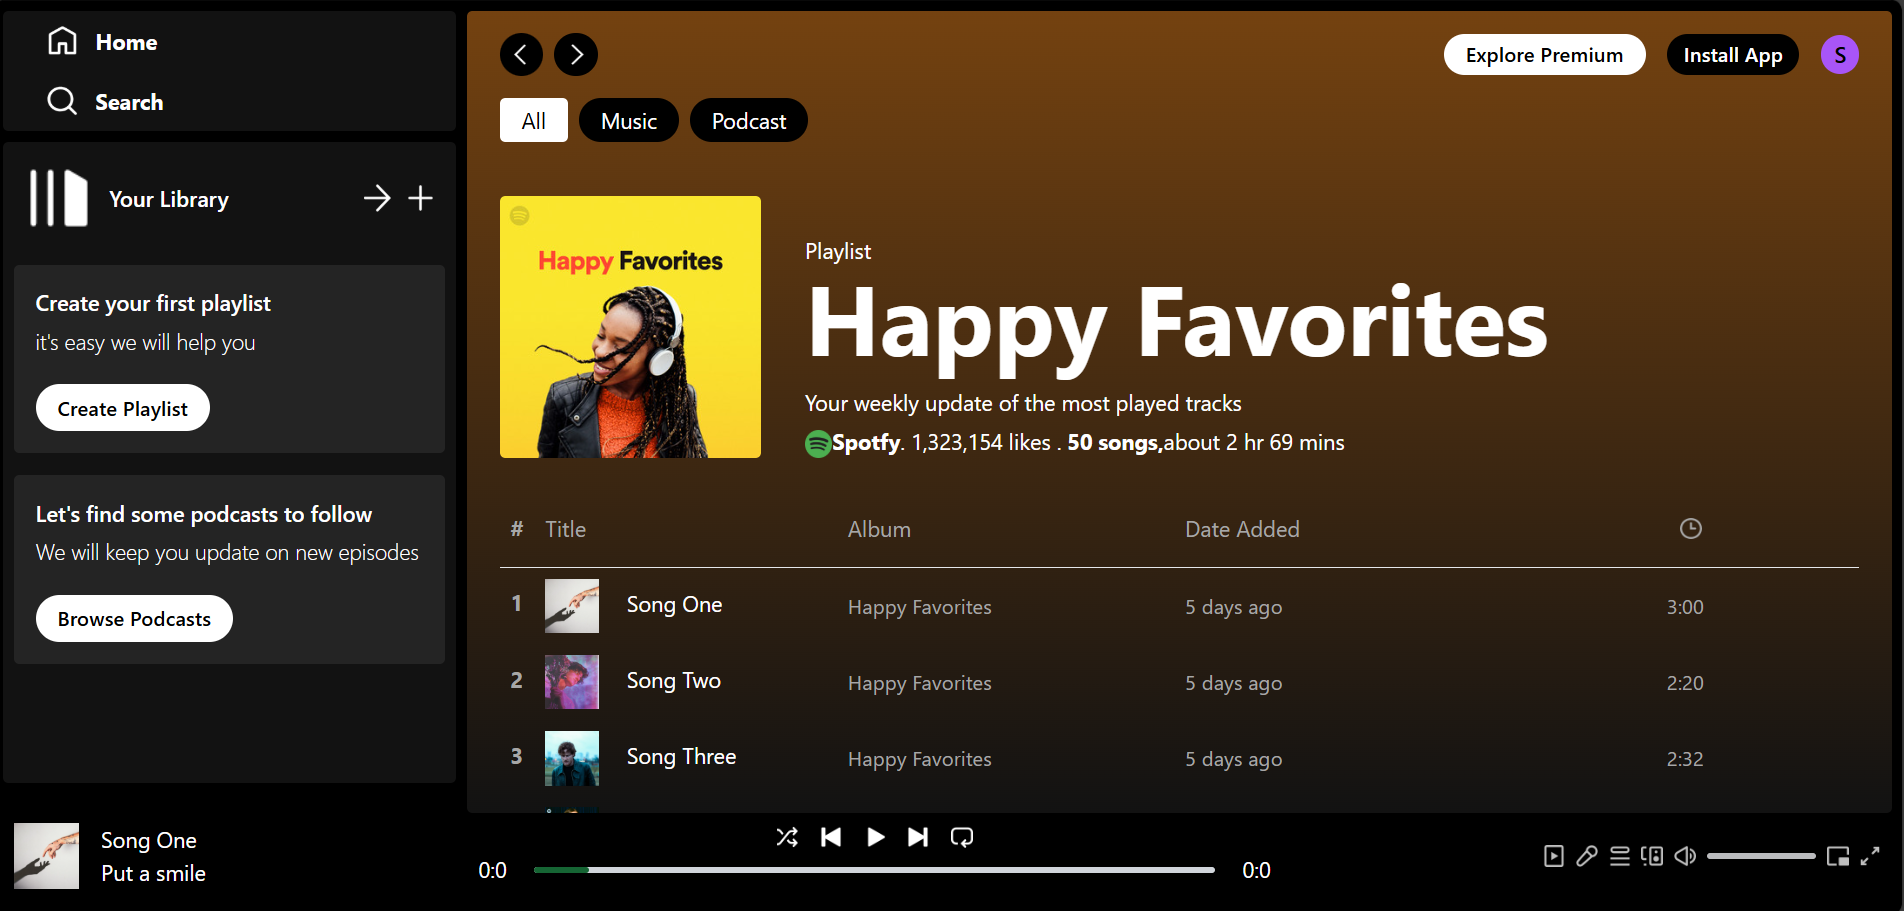 Home
Search
Your Library
Create your first playlist
it's easy we will help you
Create Playlist
Let's find some podcasts to follow
We will keep you update on new episodes
Browse Podcasts
Explore Premium
Install App
S
All
Music
Podcast
Happy Favorites
Playlist
Happy Favorites
Your weekly update of the most played tracks
Spotfy. 1,323,154 likes . 50 songs,about 2 hr 69 mins
# Title Album Date Added
1 Song One Happy Favorites 5 days ago 3:00
2 Song Two Happy Favorites 5 days ago 2:20
3 Song Three Happy Favorites 5 days ago 2:32
Song One
Put a smile
0:0
0:0